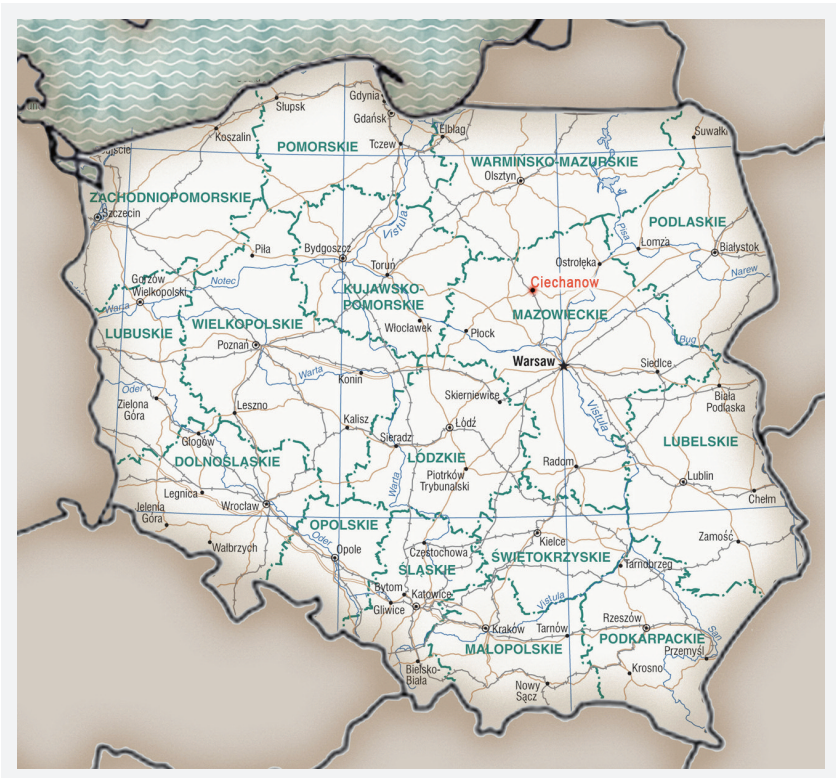 Gdynia
Słupsk
Gdańsk
Elbląg
Suwałki
Koszalin
Tczew
POMORSKIE
WARMIŃSKO-MAZURSKIE
Olsztyn
ZACHODNIOPOMORSKIE
Szczecin
Vistula
PODLASKIE
Pisa
Piła
Bydgoszcz
Łomża
Białystok
Toruń
Ostrołęka
Narew
Gorzów
Wielkopolski
Notec
Ciechanow
KUJAWSKO-
POMORSKIE
Warta
MAZOWIECKIE
LUBUSKIE
WIELKOPOLSKIE
Włocławek
Płock
Bug
Poznań
Warsaw
Siedlce
Warta
Konin
Oder
Skierniewice
Biała
Podlaska
Zielona
Góra
Leszno
Vistula
Kalisz
Łódź
Głogów
Sieradz
LUBELSKIE
DOLNOŚLĄSKIE
ŁÓDZKIE
Radom
Piotrków
Trybunalski
Lublin
Warta
Legnica
Chełm
Wrocław
Jelenia
Góra
OPOLSKIE
Oder
Kielce
Zamość
Wałbrzych
Opole
Częstochowa
ŚWIĘTOKRZYSKIE
ŚLĄSKIE
Tarnobrzeg
Bytom
Katowice
Gliwice
Vistula
Rzeszów
Kraków
Tarnów
San
PODKARPACKIE
MAŁOPOLSKIE
Przemyśl
Bielsko-
Biała
Krosno
Nowy
Sącz